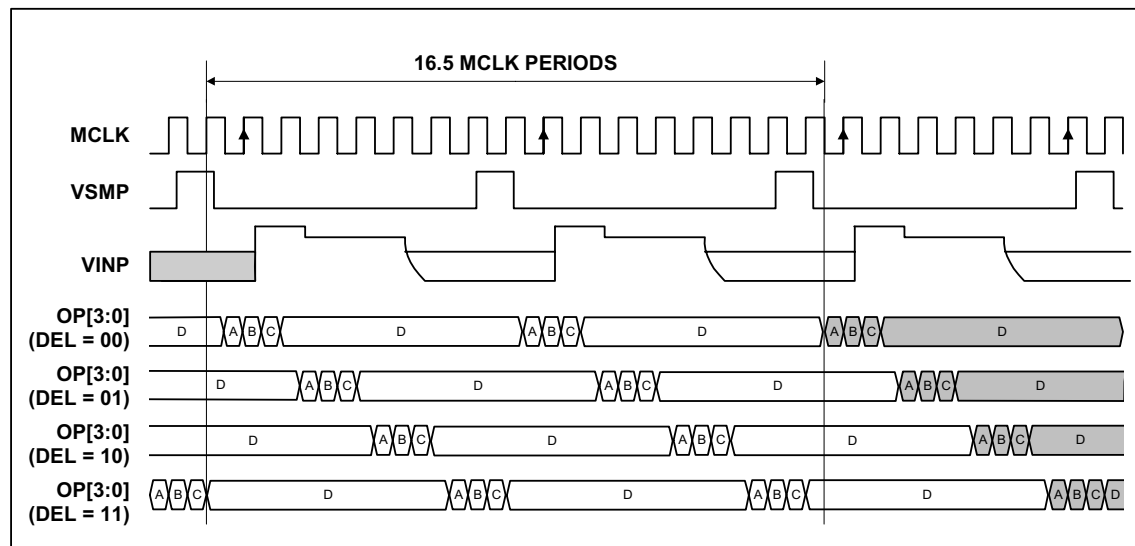 16.5 MCLK PERIODS
MCLK
VSMP
VINP
OP[3:0]
(DEL = 00)
D A B C D A B C D A B C D
OP[3:0]
(DEL = 01)
D A B C D A B C D A B C D
OP[3:0]
(DEL = 10)
D A B C D A B C D A B C D
OP[3:0]
(DEL = 11)
A B C D A B C D A B C D A B C D